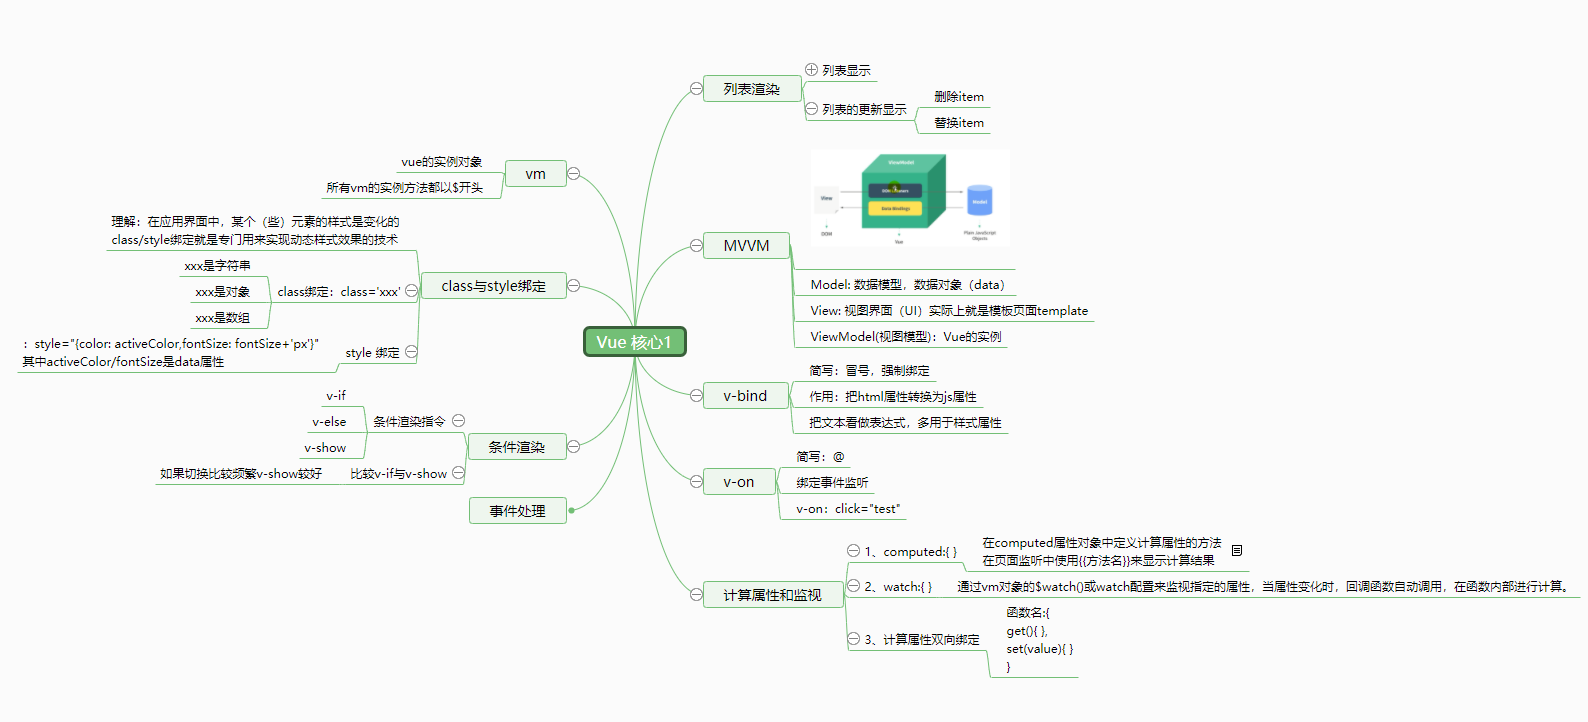 Vue 核心1
列表渲染
列表显示
列表的更新显示
删除item
替换item
MVVM
ViewModel
View
DOM Listeners
Data Bindings
Model
DOM
Vue
Plain JavaScript
Objects
Model: 数据模型，数据对象（data）
View: 视图界面（UI）实际上就是模板页面template
ViewModel(视图模型)：Vue的实例
v-bind
简写：冒号，强制绑定
作用：把html属性转换为js属性
把文本看做表达式，多用于样式属性
v-on
简写：@
绑定事件监听
v-on：click="test"
计算属性和监视
1、computed:{ }
在computed属性对象中定义计算属性的方法
在页面监听中使用{{方法名}}来显示计算结果
2、watch:{ }
通过vm对象的$watch()或watch配置来监视指定的属性，当属性变化时，回调函数自动调用，在函数内部进行计算。
3、计算属性双向绑定
函数名:{
get(){ },
set(value){ }
}
vm
vue的实例对象
所有vm的实例方法都以$开头
class与style绑定
理解：在应用界面中，某个（些）元素的样式是变化的
class/style绑定就是专门用来实现动态样式效果的技术
class绑定：class='xxx'
xxx是字符串
xxx是对象
xxx是数组
style 绑定
：style="{color: activeColor,fontSize: fontSize+'px'}"
其中activeColor/fontSize是data属性
条件渲染
条件渲染指令
v-if
v-else
v-show
比较v-if与v-show
如果切换比较频繁v-show较好
事件处理